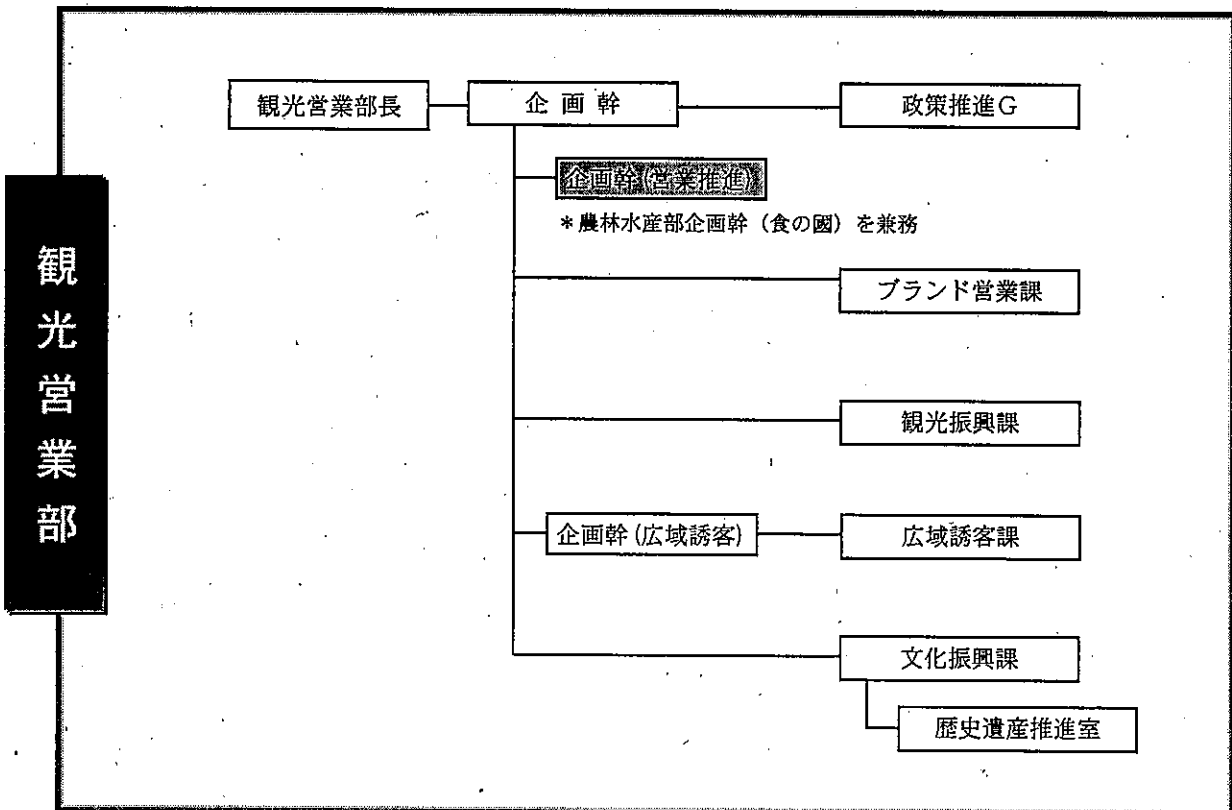 観光営業部
観光営業部長
企画幹
政策推進G
企画幹(営業推進)
*農林水産部企画幹(食の國)を兼務
ブランド営業課
観光振興課
企画幹(広域誘客)
広域誘客課
文化振興課
歴史遺産推進室